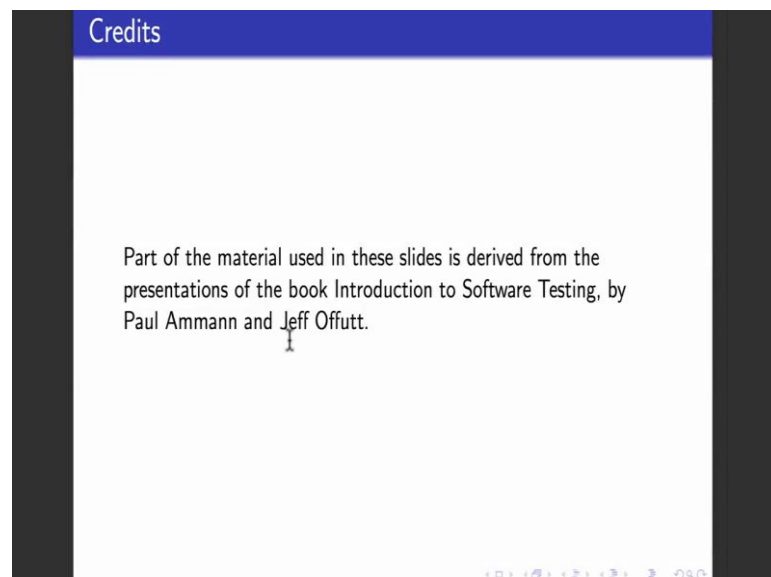 Credits
Part of the material used in these slides is derived from the
presentations of the book Introduction to Software Testing, by
Paul Ammann and Jeff Offutt.